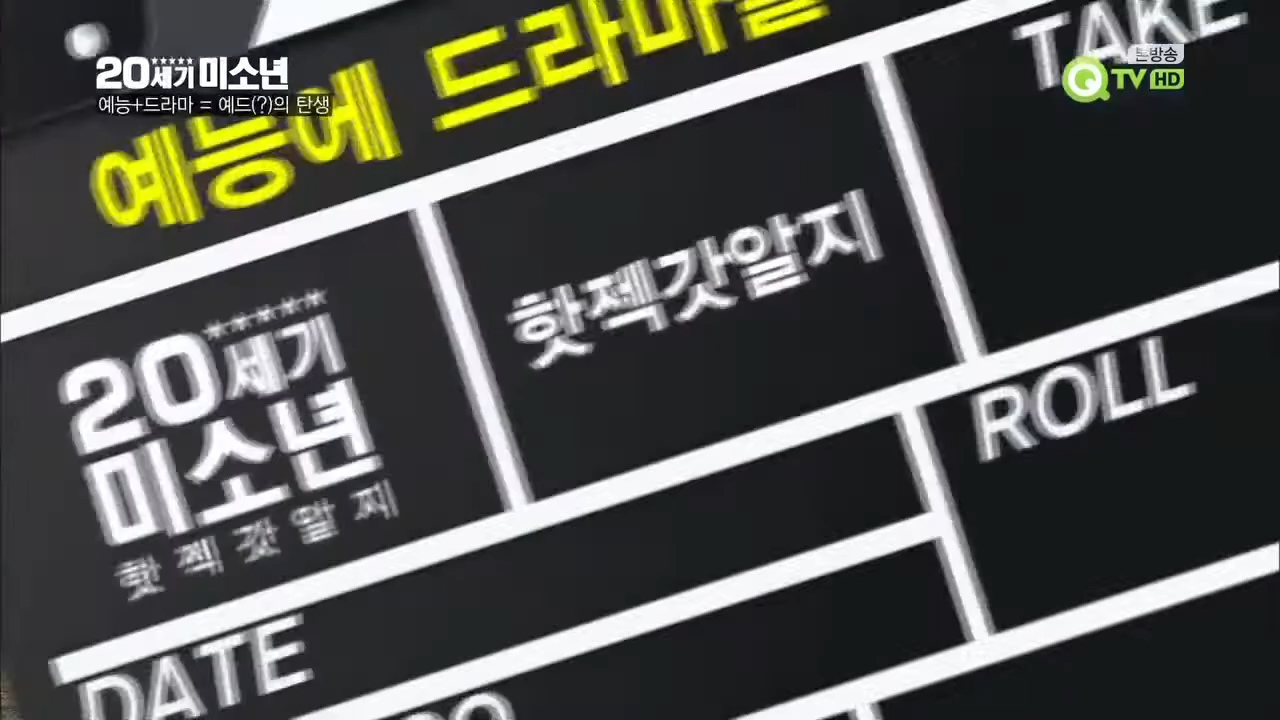 20세기 미소년
예능+드라마 = 예드(?)의 탄생
본방송
QTV HD
예능에 드라마를
TAKE
핫젝갓알지
20세기
미소년
핫젝갓알지
ROLL
DATE